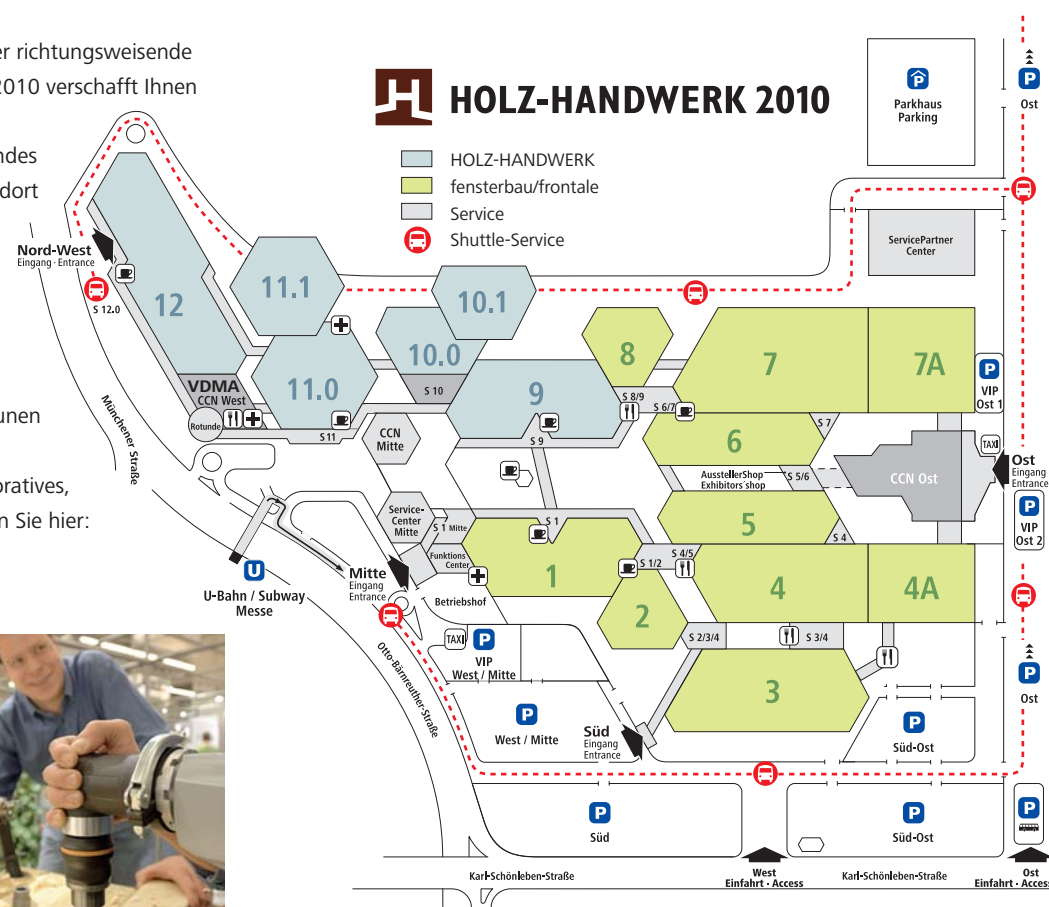 er richtungsweisende
2010 verschafft Ihnen
ndes
dort
unen
oratives,
n Sie hier:
HOLZ-HANDWERK 2010
HOLZ-HANDWERK
fensterbau/frontale
Service
Shuttle-Service
P
Parkhaus
Parking
P
Ost
ServicePartner
Center
Nord-West
Eingang · Entrance
S 12.0
12
11.1
10.1
11.0
10.0
S 10
9
8
7
7A
P
VIP
Ost 1
VDMA
CCN West
Rotunde
S 11
CCN
Mitte
S 9
S 8/9
S 6/7
6
S 7
AusstellerShop
Exhibitors´shop
S 5/6
CCN Ost
TAXI
Ost
Eingang
Entrance
P
VIP
Ost 2
Münchener Straße
Service-
Center
Mitte
S 1 Mitte
S 1
5
S 4
Funktions
Center
1
S 1/2
S 4/5
4
4A
U
U-Bahn / Subway
Messe
Mitte
Eingang
Entrance
Betriebshof
2
S 2/3/4
S 3/4
3
TAXI
P
VIP
West / Mitte
Otto-Bärnreuther-Straße
P
West / Mitte
Süd
Eingang
Entrance
P
Süd-Ost
P
Ost
P
Süd
P
Süd-Ost
P
Karl-Schönleben-Straße
West
Einfahrt · Access
Karl-Schönleben-Straße
Ost
Einfahrt · Access